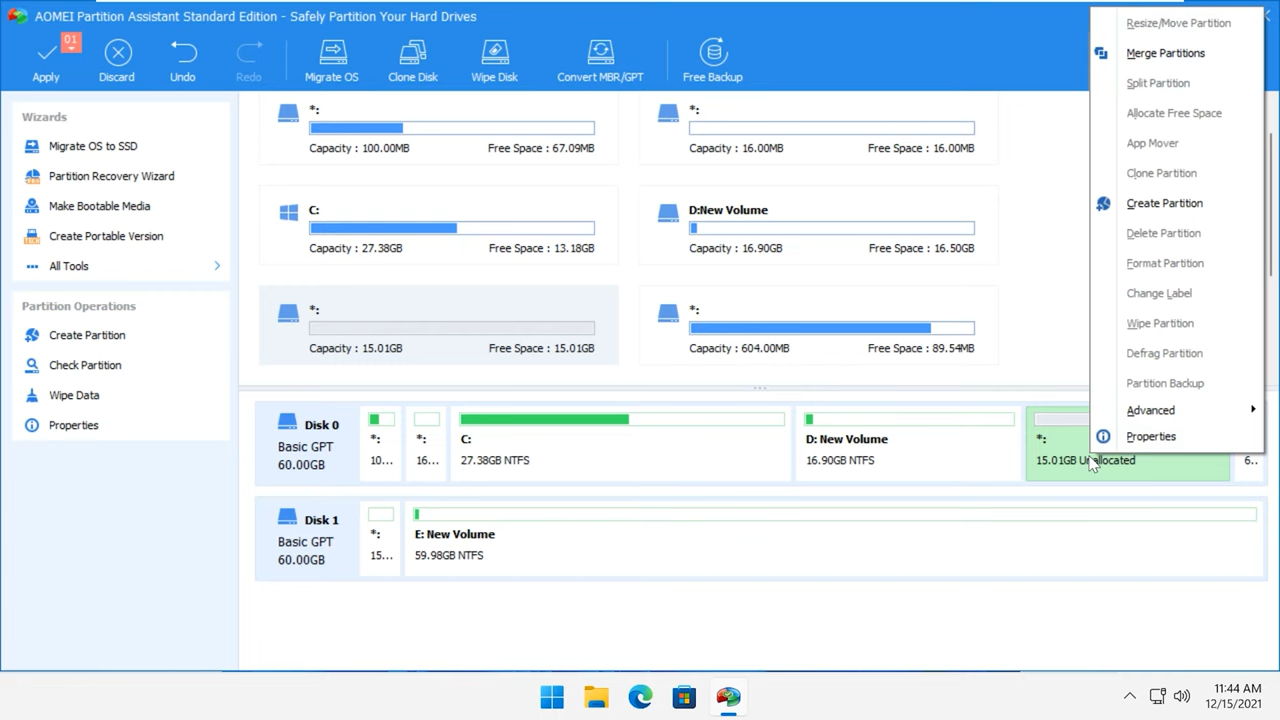 AOMEI Partition Assistant Standard Edition - Safely Partition Your Hard Drives
01
Apply
Discard
Undo
Redo
Migrate OS
Clone Disk
Wipe Disk
Convert MBR/GPT
Free Backup
Wizards
Migrate OS to SSD
Partition Recovery Wizard
Make Bootable Media
Create Portable Version
All Tools
Partition Operations
Create Partition
Check Partition
Wipe Data
Properties
*:
Capacity : 100.00MB Free Space : 67.09MB
*:
Capacity : 16.00MB Free Space : 16.00MB
C:
Capacity : 27.38GB Free Space : 13.18GB
D:New Volume
Capacity : 16.90GB Free Space : 16.50GB
*:
Capacity : 15.01GB Free Space : 15.01GB
*:
Capacity : 604.00MB Free Space : 89.54MB
Disk 0
Basic GPT
60.00GB
*:
10...
*:
16...
C:
27.38GB NTFS
D: New Volume
16.90GB NTFS
*:
15.01GB Unallocated
6..
Disk 1
Basic GPT
60.00GB
*:
15...
E: New Volume
59.98GB NTFS
Resize/Move Partition
Merge Partitions
Split Partition
Allocate Free Space
App Mover
Clone Partition
Create Partition
Delete Partition
Format Partition
Change Label
Wipe Partition
Defrag Partition
Partition Backup
Advanced
Properties
11:44 AM
12/15/2021